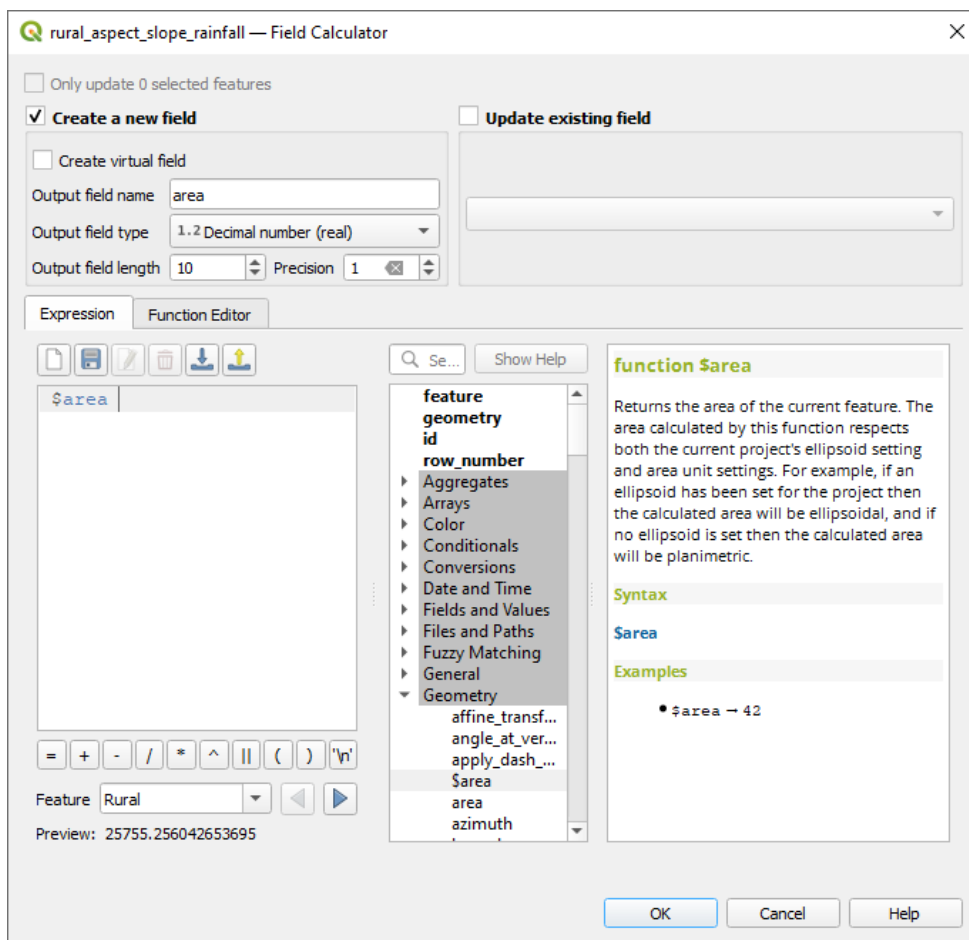 rural_aspect_slope_rainfall — Field Calculator
Only update 0 selected features
Create a new field
Update existing field
Create virtual field
Output field name
area
Output field type
1.2 Decimal number (real)
Output field length
10
Precision
1
Expression
Function Editor
Se...
Show Help
$area
feature
geometry
id
row_number
Aggregates
Arrays
Color
Conditionals
Conversions
Date and Time
Fields and Values
Files and Paths
Fuzzy Matching
General
Geometry
affine_transf...
angle_at_ver...
apply_dash_...
$area
area
azimuth
function $area
Returns the area of the current feature. The
area calculated by this function respects
both the current project's ellipsoid setting
and area unit settings. For example, if an
ellipsoid has been set for the project then
the calculated area will be ellipsoidal, and if
no ellipsoid is set then the calculated area
will be planimetric.
Syntax
$area
Examples
• $area → 42
= + - / * ^ || ( ) '\n'
Feature
Rural
Preview: 25755.256042653695
OK
Cancel
Help